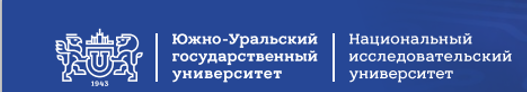 Южно-Уральский
государственный
университет
Национальный
исследовательский
университет
1943